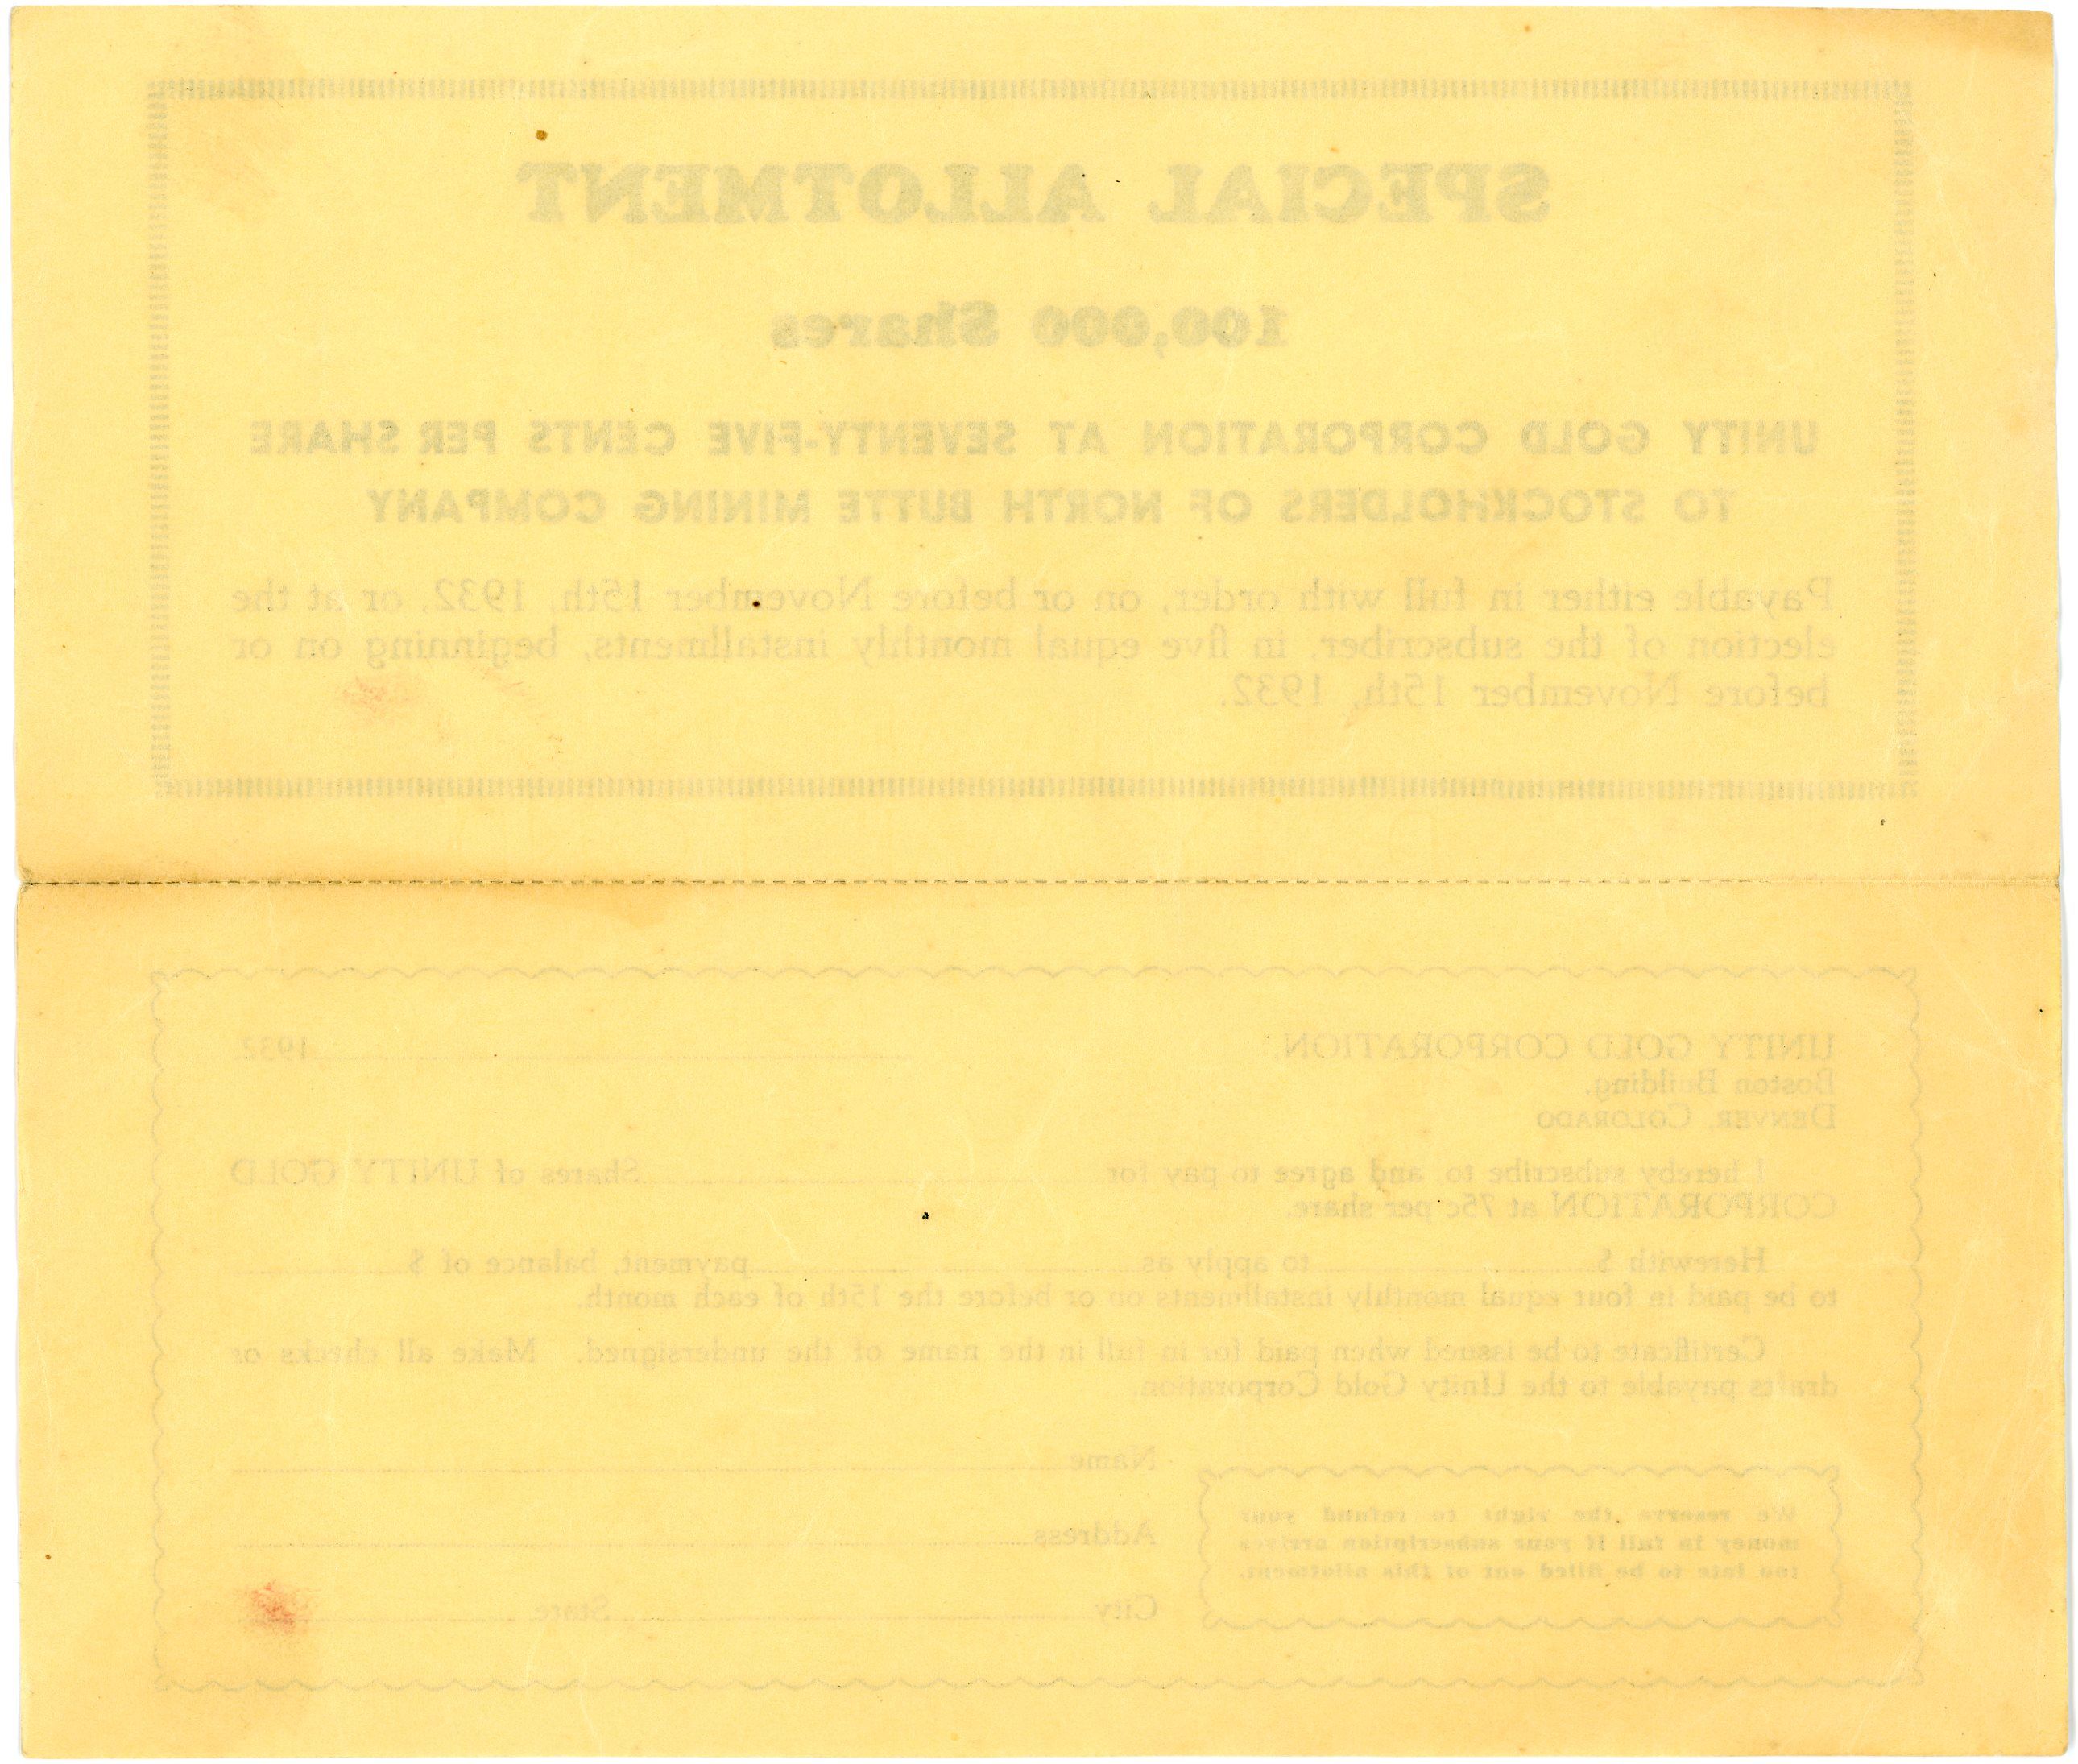 SPECIAL ALLOTMENT
100,000 Shares
UNITY GOLD CORPORATION AT SEVENTY-FIVE CENTS PER SHARE
TO STOCKHOLDERS OF NORTH BUTTE MINING COMPANY
Payable either in full with order, on or before November 15th, 1932, or at the
election of the subscriber, in five equal monthly installments, beginning on or
before November 15th, 1932.
UNITY GOLD CORPORATION, 1932
Boston Building,
DENVER, COLORADO
I hereby subscribe to and agree to pay for Shares of UNITY GOLD
CORPORATION at 75c per share.
Herewith $ to apply as payment, balance of $
to be paid in four equal monthly installments on or before the 15th of each month.
Certificate to be issued when paid for in full in the name of the undersigned. Make all checks or
drafts payable to the Unity Gold Corporation.
Name
Address
City State
We reserve the right to refund your
money in full if your subscription arrives
too late to be filled out of this allotment.